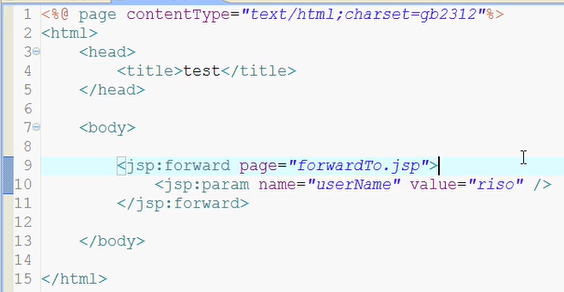 1 <%@ page contentType="text/html;charset=gb2312"%>
2 <html>
3 <head>
4 <title>test</title>
5 </head>
6
7 <body>
8
9 <jsp:forward page="forwardTo.jsp">
10 <jsp:param name="userName" value="riso" />
11 </jsp:forward>
12
13 </body>
14
15 </html>